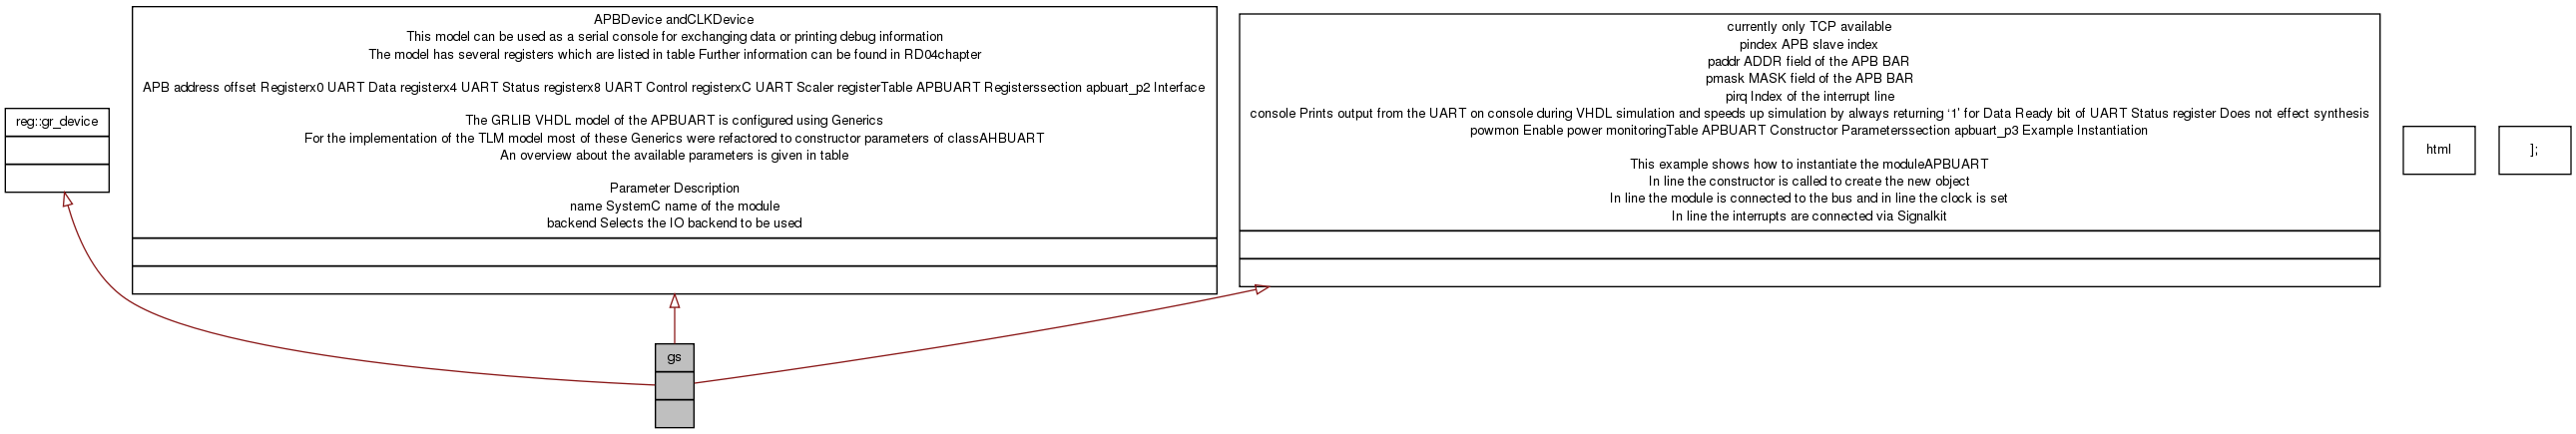 reg::gr_device
APBDevice andCLKDevice
This model can be used as a serial console for exchanging data or printing debug information
The model has several registers which are listed in table Further information can be found in RD04chapter
APB address offset Registerx0 UART Data registerx4 UART Status registerx8 UART Control registerxC UART Scaler registerTable APBUART Registerssection apbuart_p2 Interface
The GRLIB VHDL model of the APBUART is configured using Generics
For the implementation of the TLM model most of these Generics were refactored to constructor parameters of classAHBUART
An overview about the available parameters is given in table
Parameter Description
name SystemC name of the module
backend Selects the IO backend to be used
currently only TCP available
pindex APB slave index
paddr ADDR field of the APB BAR
pmask MASK field of the APB BAR
pirq Index of the interrupt line
console Prints output from the UART on console during VHDL simulation and speeds up simulation by always returning ‘1’ for Data Ready bit of UART Status register Does not effect synthesis
powmon Enable power monitoringTable APBUART Constructor Parameterssection apbuart_p3 Example Instantiation
This example shows how to instantiate the moduleAPBUART
In line the constructor is called to create the new object
In line the module is connected to the bus and in line the clock is set
In line the interrupts are connected via Signalkit
html
];
gs